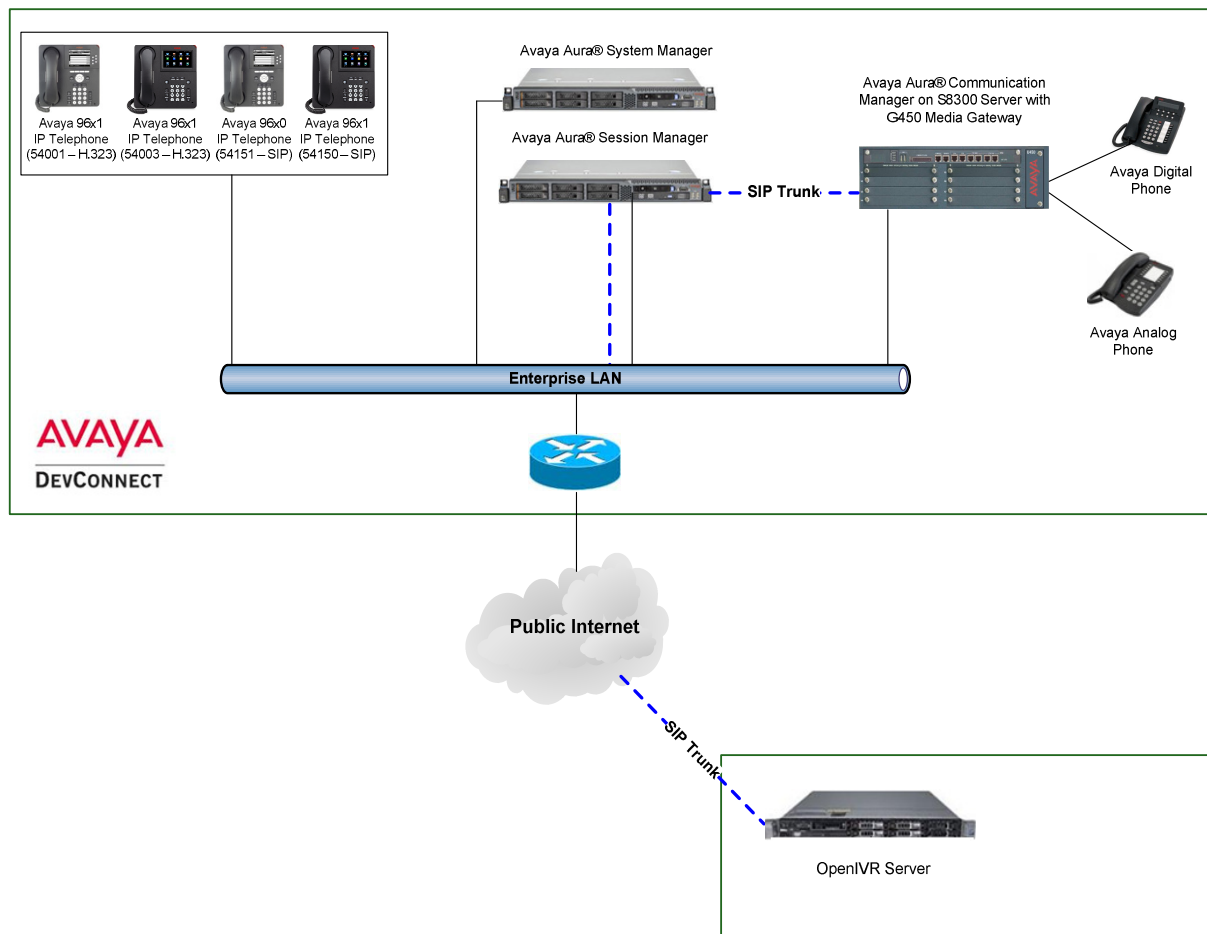 Avaya 96x1
IP Telephone
(54001 – H.323)
Avaya 96x1
IP Telephone
(54003 – H.323)
Avaya 96x0
IP Telephone
(54151 – SIP)
Avaya 96x1
IP Telephone
(54150 – SIP)
Avaya Aura® System Manager
Avaya Aura® Session Manager
SIP Trunk
Avaya Aura® Communication
Manager on S8300 Server with
G450 Media Gateway
AVAYA
Avaya Digital
Phone
Avaya Analog
Phone
Enterprise LAN
AVAYA
DEVCONNECT
Public Internet
SIP Trunk
OpenIVR Server